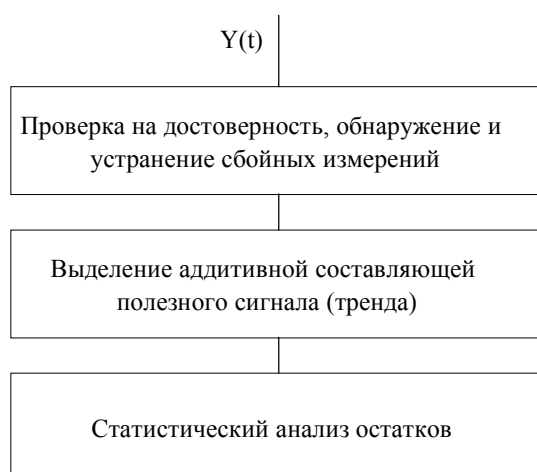 Y(t)
Проверка на достоверность, обнаружение и
устранение сбойных измерений
Выделение аддитивной составляющей
полезного сигнала (тренда)
Статистический анализ остатков